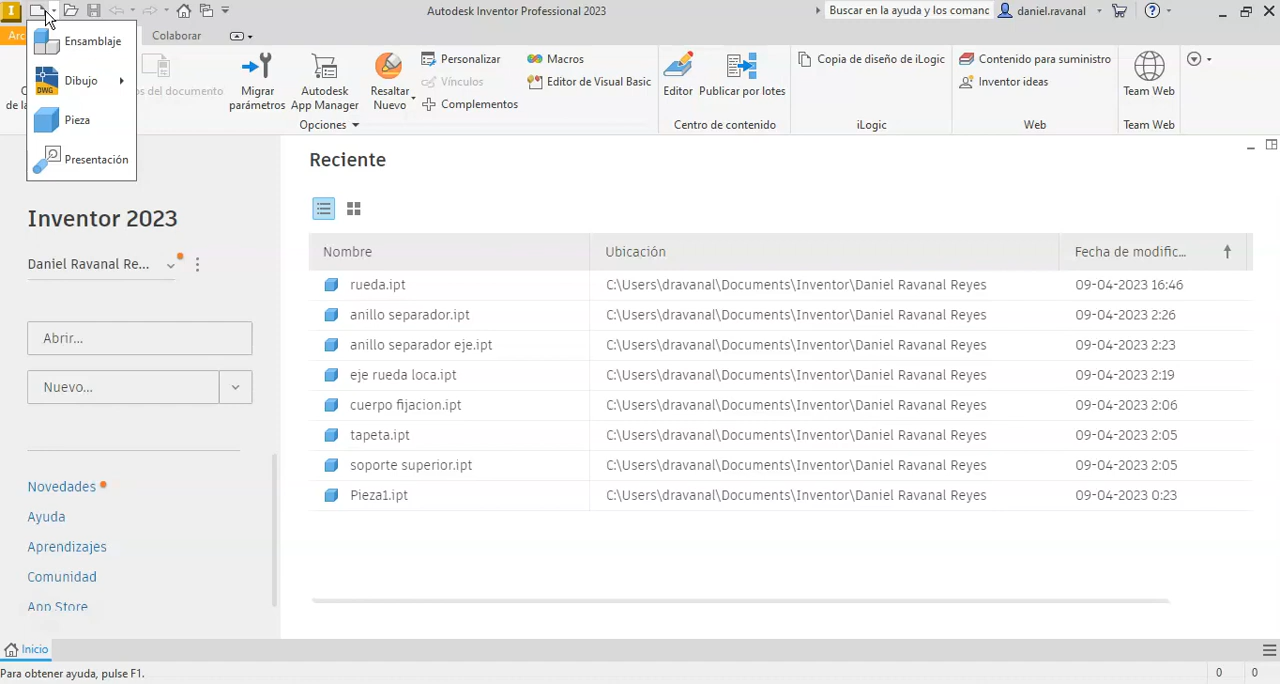 Autodesk Inventor Professional 2023
Buscar en la ayuda y los comanc
daniel.ravanal
Arc
Colaborar
Ensamblaje
DWG
Dibujo
Pieza
Presentación
de la
os del documento
Migrar
parámetros
Autodesk
App Manager
Resaltar
Nuevo
Personalizar
Vínculos
Complementos
Macros
Editor de Visual Basic
Opciones
Editor
Publicar por lotes
Centro de contenido
Copia de diseño de iLogic
iLogic
Contenido para suministro
Inventor ideas
Web
Team Web
Team Web
Inventor 2023
Daniel Ravanal Re...
Abrir...
Nuevo...
Novedades
Ayuda
Aprendizajes
Comunidad
App Store
Reciente
Nombre Ubicación Fecha de modific...
rueda.ipt C:\Users\dravanal\Documents\Inventor\Daniel Ravanal Reyes 09-04-2023 16:46
anillo separador.ipt C:\Users\dravanal\Documents\Inventor\Daniel Ravanal Reyes 09-04-2023 2:26
anillo separador eje.ipt C:\Users\dravanal\Documents\Inventor\Daniel Ravanal Reyes 09-04-2023 2:23
eje rueda loca.ipt C:\Users\dravanal\Documents\Inventor\Daniel Ravanal Reyes 09-04-2023 2:19
cuerpo fijacion.ipt C:\Users\dravanal\Documents\Inventor\Daniel Ravanal Reyes 09-04-2023 2:06
tapeta.ipt C:\Users\dravanal\Documents\Inventor\Daniel Ravanal Reyes 09-04-2023 2:05
soporte superior.ipt C:\Users\dravanal\Documents\Inventor\Daniel Ravanal Reyes 09-04-2023 2:05
Pieza1.ipt C:\Users\dravanal\Documents\Inventor\Daniel Ravanal Reyes 09-04-2023 0:23
Inicio
Para obtener ayuda, pulse F1.
0 0